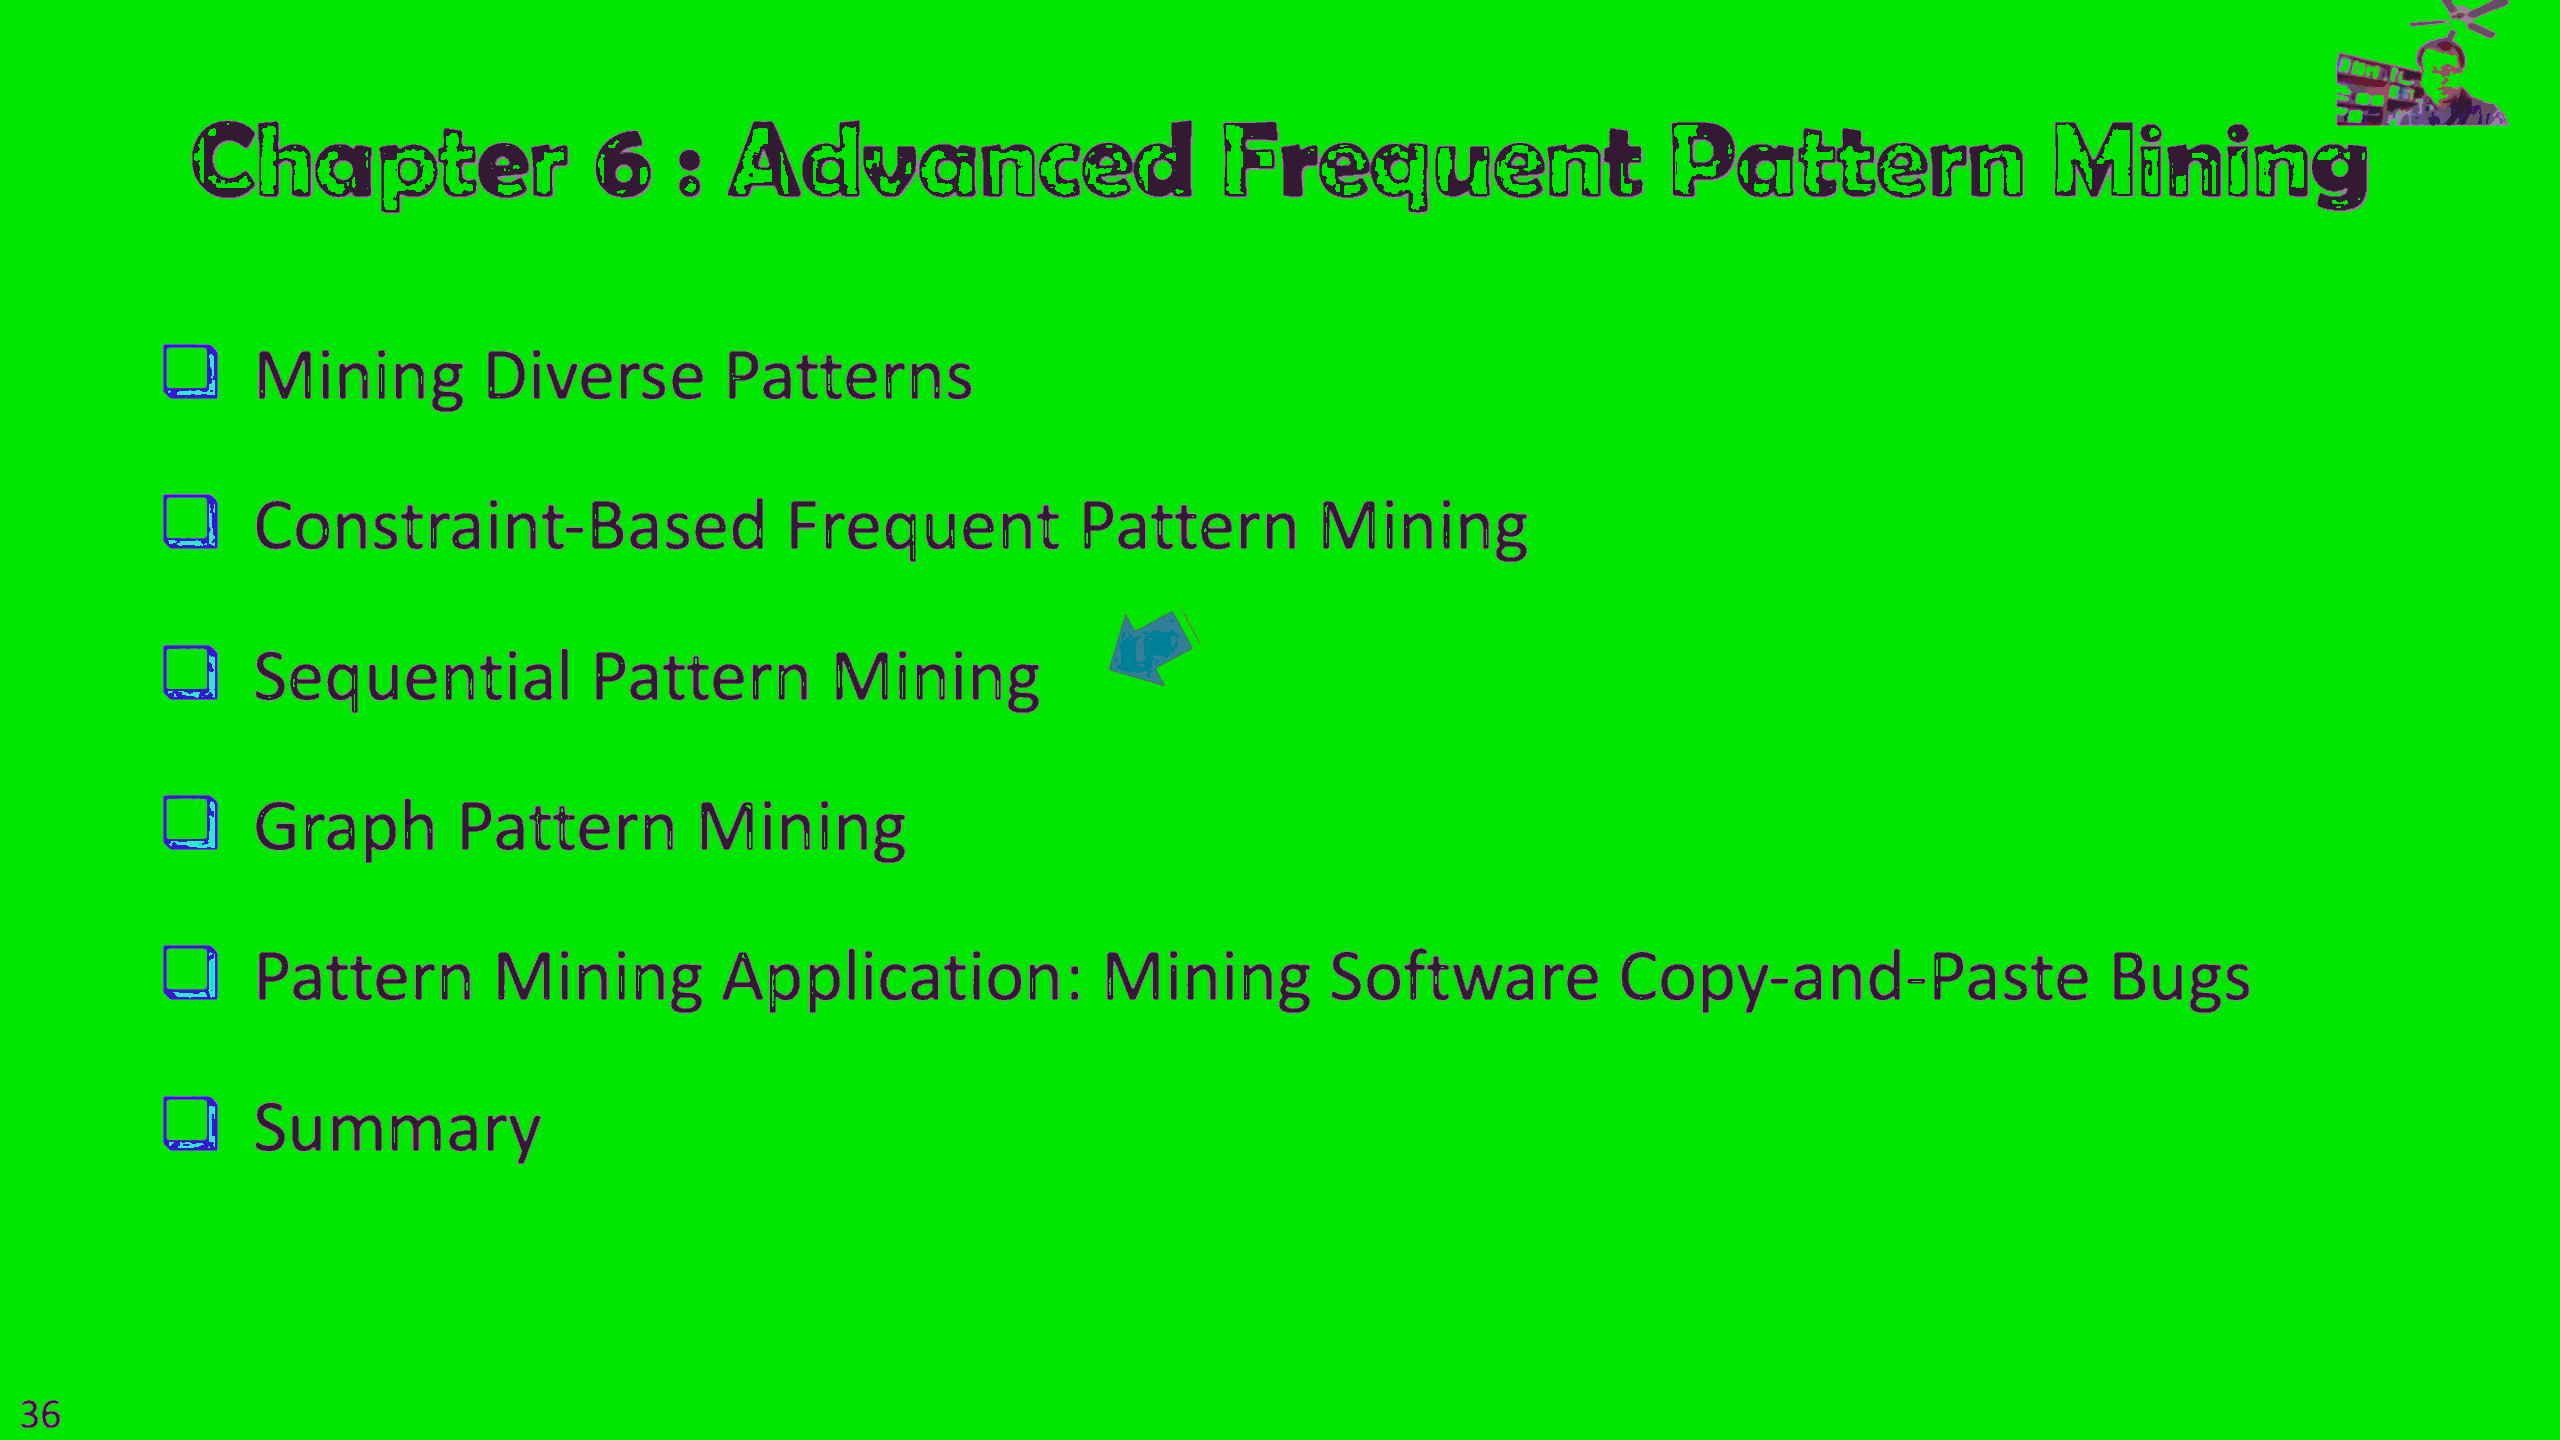 Chapter 6 : Advanced Frequent Pattern Mining
Mining Diverse Patterns
Constraint-Based Frequent Pattern Mining
Sequential Pattern Mining
Graph Pattern Mining
Pattern Mining Application: Mining Software Copy-and-Paste Bugs
Summary
36